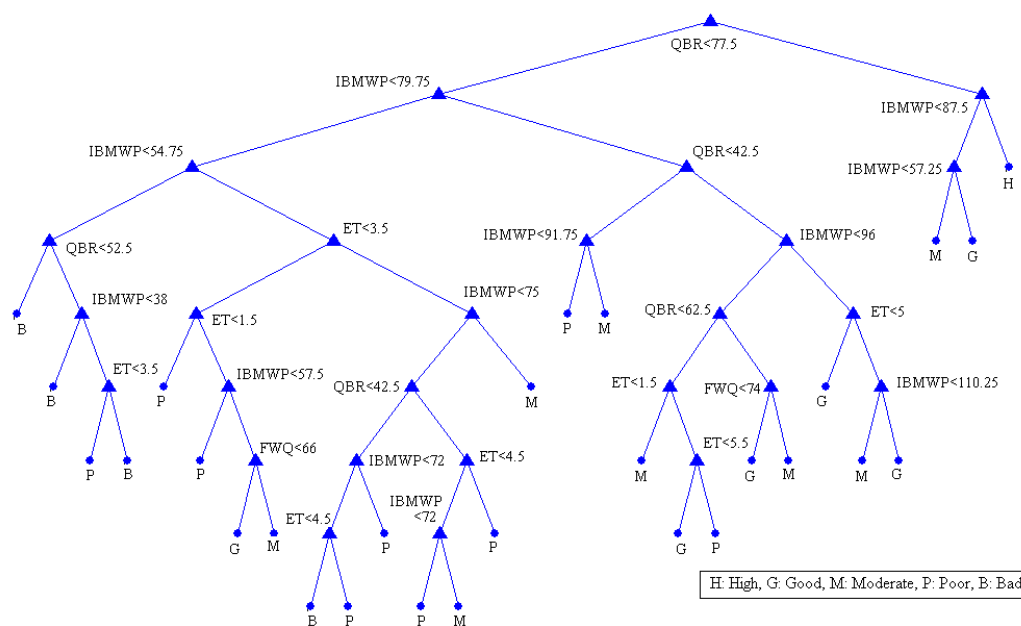 QBR<77.5
IBMWP<79.75
IBMWP<87.5
IBMWP<54.75
QBR<42.5
IBMWP<57.25
H
QBR<52.5
ET<3.5
IBMWP<91.75
IBMWP<96
M G
B
IBMWP<38
ET<1.5
IBMWP<75
P M
QBR<62.5
ET<5
B
ET<3.5
P
IBMWP<57.5
QBR<42.5
M
ET<1.5
FWQ<74
G
IBMWP<110.25
P B
P
FWQ<66
IBMWP<72
ET<4.5
M
ET<5.5
G M
M G
G M
ET<4.5
P
IBMWP
<72
P
G P
B P
P M
H: High, G: Good, M: Moderate, P: Poor, B: Bad